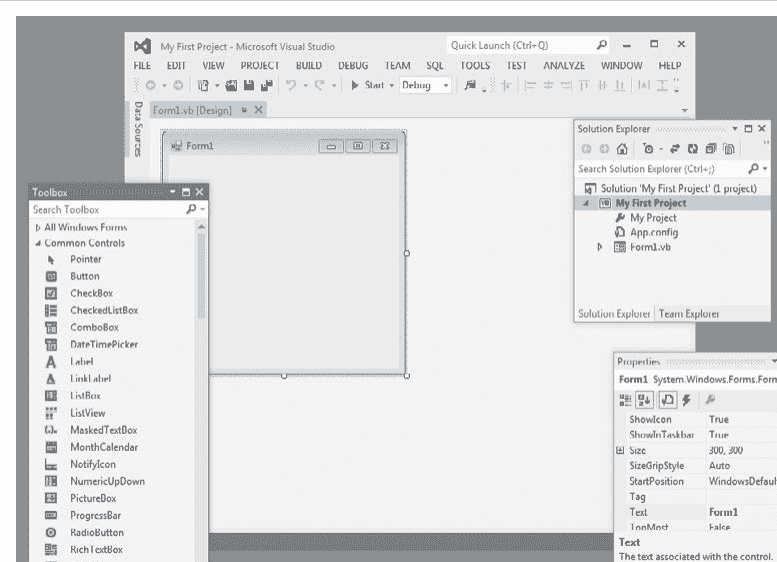 My First Project - Microsoft Visual Studio
Quick Launch (Ctrl+Q)
FILE EDIT VIEW PROJECT BUILD DEBUG TEAM SQL TOOLS TEST ANALYZE WINDOW HELP
Start Debug
Data Sources
Form1.vb [Design]
Form1
Toolbox
Search Toolbox
All Windows Forms
Common Controls
Pointer
Button
CheckBox
CheckedListBox
ComboBox
DateTimePicker
Label
LinkLabel
ListBox
ListView
MaskedTextBox
MonthCalendar
NotifyIcon
NumericUpDown
PictureBox
ProgressBar
RadioButton
RichTextBox
Solution Explorer
Search Solution Explorer (Ctrl+;)
Solution 'My First Project' (1 project)
VB My First Project
My Project
App.config
Form1.vb
Solution Explorer Team Explorer
Properties
Form1 System.Windows.Forms.Form
ShowIcon True
ShowInTaskbar True
Size 300, 300
SizeGripStyle Auto
StartPosition WindowsDefaul
Tag
Text Form1
TopMost False
Text
The text associated with the control.